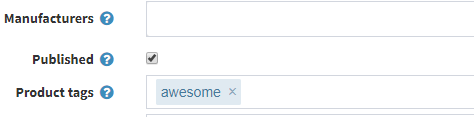 Manufacturers ?
Published ?
Product tags ? awesome ×